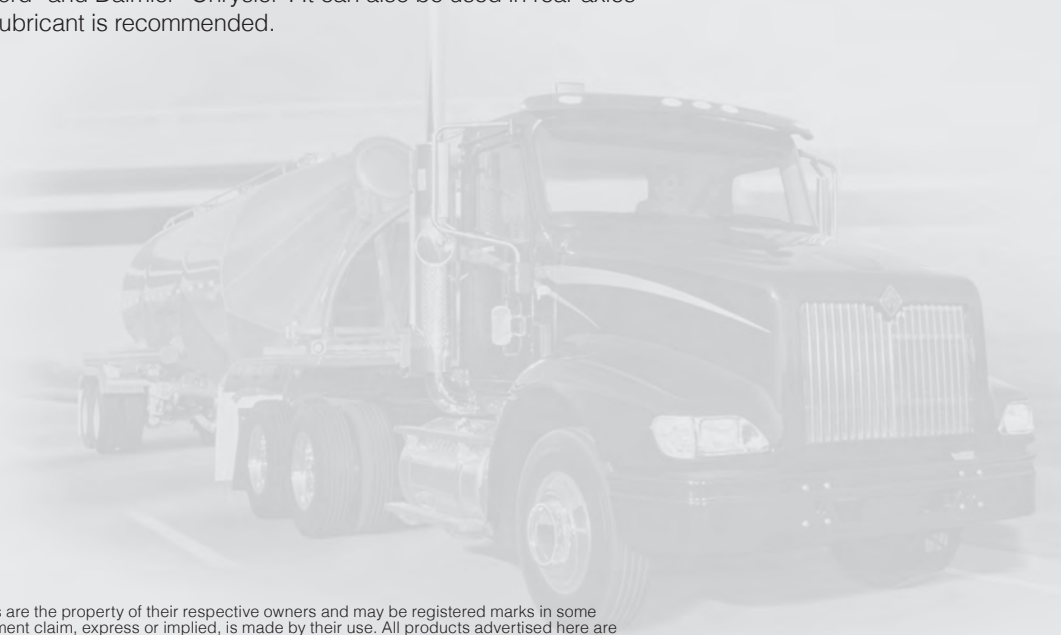 and Daimler Chrysler . It can also be used in rear axles
ubricant is recommended.
s are the property of their respective owners and may be registered marks in some
ment claim, express or implied, is made by their use. All products advertised here are